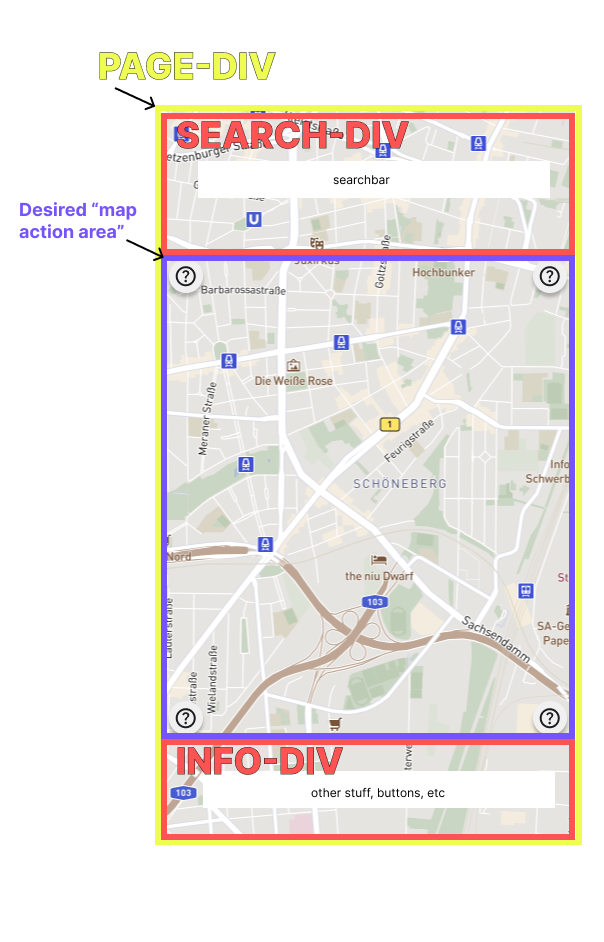 PAGE-DIV
SEARCH-DIV
etzenburger Straße
searchbar
Desired “map
action area”
U
Goltzs
Hochbunker
Barbarossastraße
Die Weiße Rose
Meraner Straße
1
Feurigstraße
Info
Schwerb
SCHÖNEBERG
Nord
the niu Dwarf
103
St
SA-Ge
Pape
Sachsendamm
Lauterstraße
straße
Wielandstraße
?
?
?
?
INFO-DIV
103
other stuff, buttons, etc